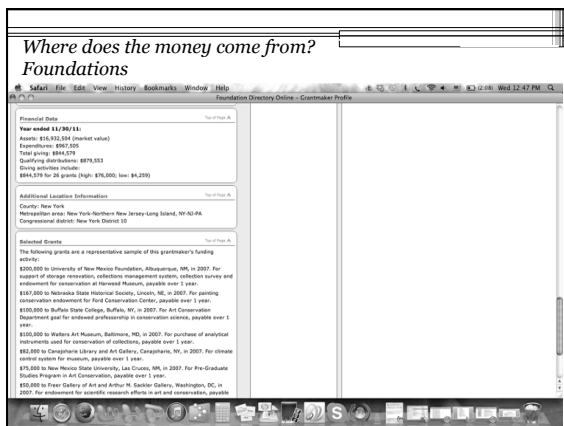 Where does the money come from?
Foundations
Safari File Edit View History Bookmarks Window Help
(2:08) Wed 12:47 PM
Foundation Directory Online – Grantmaker Profile
Financial Data
Top of Page
Year ended 11/30/11:
Assets: $16,932,504 (market value)
Expenditures: $967,505
Total giving: $844,579
Qualifying distributions: $879,553
Giving activities include:
$844,579 for 26 grants (high: $76,000; low: $4,259)
Additional Location Information
Top of Page
County: New York
Metropolitan area: New York-Northern New Jersey-Long Island, NY-NJ-PA
Congressional district: New York District 10
Selected Grants
Top of Page
The following grants are a representative sample of this grantmaker's funding
activity:
$200,000 to University of New Mexico Foundation, Albuquerque, NM, in 2007. For
support of storage renovation, collections management system, collection survey and
endowment for conservation at Harwood Museum, payable over 1 year.
$167,000 to Nebraska State Historical Society, Lincoln, NE, in 2007. For painting
conservation endowment for Ford Conservation Center, payable over 1 year.
$100,000 to Buffalo State College, Buffalo, NY, in 2007. For Art Conservation
Department goal for endowed professorship in conservation science, payable over 1
year.
$100,000 to Walters Art Museum, Baltimore, MD, in 2007. For purchase of analytical
instruments used for conservation of collections, payable over 1 year.
$82,000 to Canajoharie Library and Art Gallery, Canajoharie, NY, in 2007. For climate
control system for museum, payable over 1 year.
$75,000 to New Mexico State University, Las Cruces, NM, in 2007. For Pre-Graduate
Studies Program in Art Conservation, payable over 1 year.
$50,000 to Freer Gallery of Art and Arthur M. Sackler Gallery, Washington, DC, in
2007. For endowment for scientific research efforts in art and conservation, payable